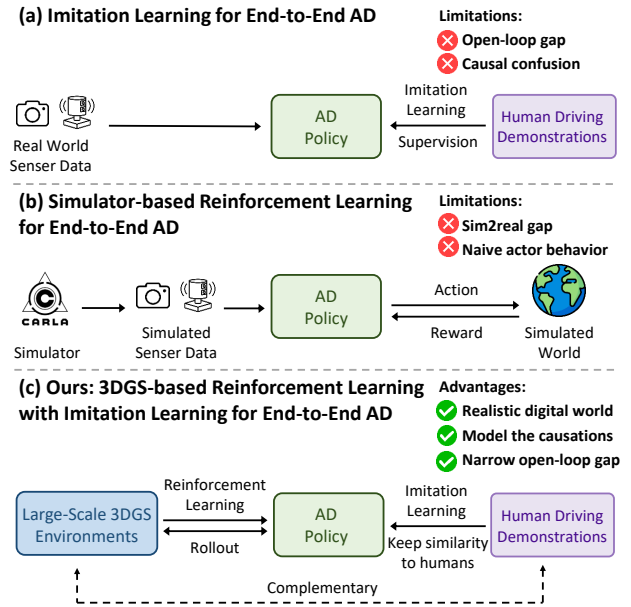 (a) Imitation Learning for End-to-End AD
Limitations:
Open-loop gap
Causal confusion
Real World
Senser Data
AD
Policy
Imitation
Learning
Supervision
Human Driving
Demonstrations
(b) Simulator-based Reinforcement Learning
for End-to-End AD
Limitations:
Sim2real gap
Naive actor behavior
CARLA
Simulator
Simulated
Senser Data
AD
Policy
Action
Reward
Simulated
World
(c) Ours: 3DGS-based Reinforcement Learning
with Imitation Learning for End-to-End AD
Advantages:
Realistic digital world
Model the causations
Narrow open-loop gap
Large-Scale 3DGS
Environments
Reinforcement
Learning
Rollout
AD
Policy
Imitation
Learning
Keep similarity
to humans
Human Driving
Demonstrations
Complementary